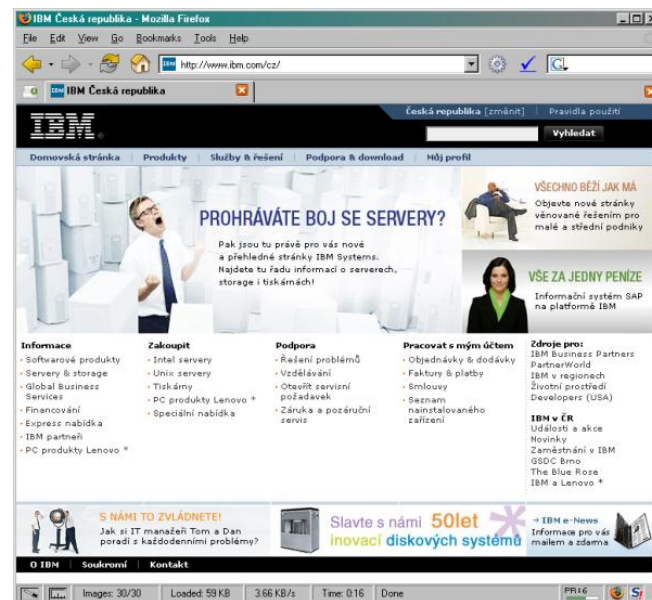 IBM Česká republika - Mozilla Firefox
File Edit View Go Bookmarks Tools Help
http://www.ibm.com/cz/
IBM Česká republika
Česká republika [změnit] Pravidla použití
IBM
Vyhledat
Domovská stránka Produkty Služby & řešení Podpora & download Můj profil
PROHRÁVÁTE BOJ SE SERVERY?
Pak jsou tu právě pro vás nové
a přehledné stránky IBM Systems.
Najdete tu řadu informací o serverech,
storage i tiskárnách!
VŠECHNO BĚŽÍ JAK MÁ
Objevte nové stránky
věnované řešením pro
malé a střední podniky
VŠE ZA JEDNY PENÍZE
Informační systém SAP
na platformě IBM
Informace
Softwarové produkty
Servery & storage
Global Business
Services
Financování
Express nabídka
IBM partneři
PC produkty Lenovo *
Zakoupit
Intel servery
Unix servery
Tiskárny
PC produkty Lenovo *
Speciální nabídka
Podpora
Řešení problémů
Vzdělávání
Otevřít servisní
požadavek
Záruka a pozáruční
servis
Pracovat s mým účtem
Objednávky & dodávky
Faktury & platby
Smlouvy
Seznam
nainstalovaného
zařízení
Zdroje pro:
IBM Business Partners
PartnerWorld
IBM v regionech
Životní prostředí
Developers (USA)
IBM v ČR
Události a akce
Novinky
Zaměstnání v IBM
GSDC Brno
The Blue Rose
IBM a Lenovo *
S NÁMI TO ZVLÁDNETE!
Jak si IT manažeři Tom a Dan
poradí s každodenními problémy?
Slavte s námi 50let
inovací diskových systémů
→ IBM e-News
Informace pro vás
mailem a zdarma
O IBM Soukromí Kontakt
Images: 30/30 Loaded: 59 KB 3.66 KB/s Time: 0:16 Done PR:6